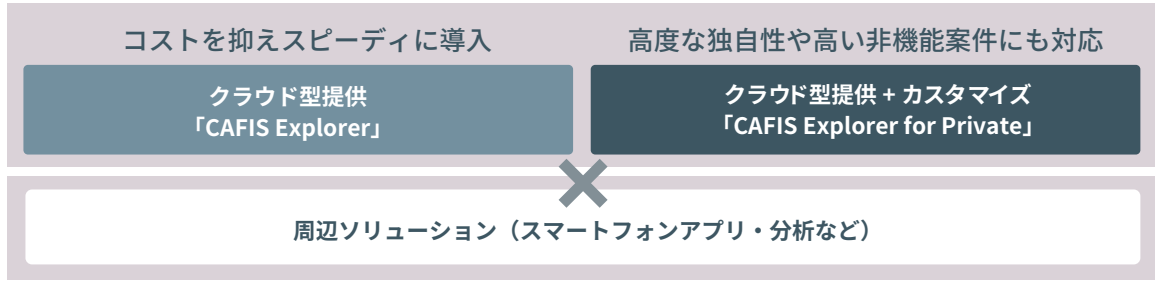 コストを抑えスピーディに導入
高度な独自性や高い非機能案件にも対応
クラウド型提供
「CAFIS Explorer」
クラウド型提供 + カスタマイズ
「CAFIS Explorer for Private」
周辺ソリューション（スマートフォンアプリ・分析など）